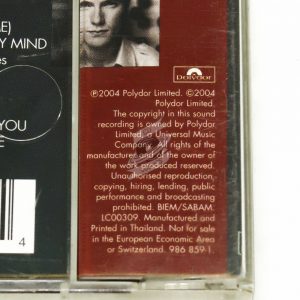 ME)
Y MIND
es
YOU
E
4
Polydor
℗2004 Polydor Limited. ©2004
Polydor Limited.
The copyright in this sound
recording is owned by Polydor
Limited, a Universal Music
Company. All rights of the
manufacturer and of the owner
of the work reproduced reserved.
Unauthorised reproduction,
copying, hiring, lending, public
performance and broadcasting
prohibited. BIEM/SABAM.
LC00309. Manufactured and
Printed in Thailand. Not for sale
in the European Economic Area
or Switzerland. 986 859-1